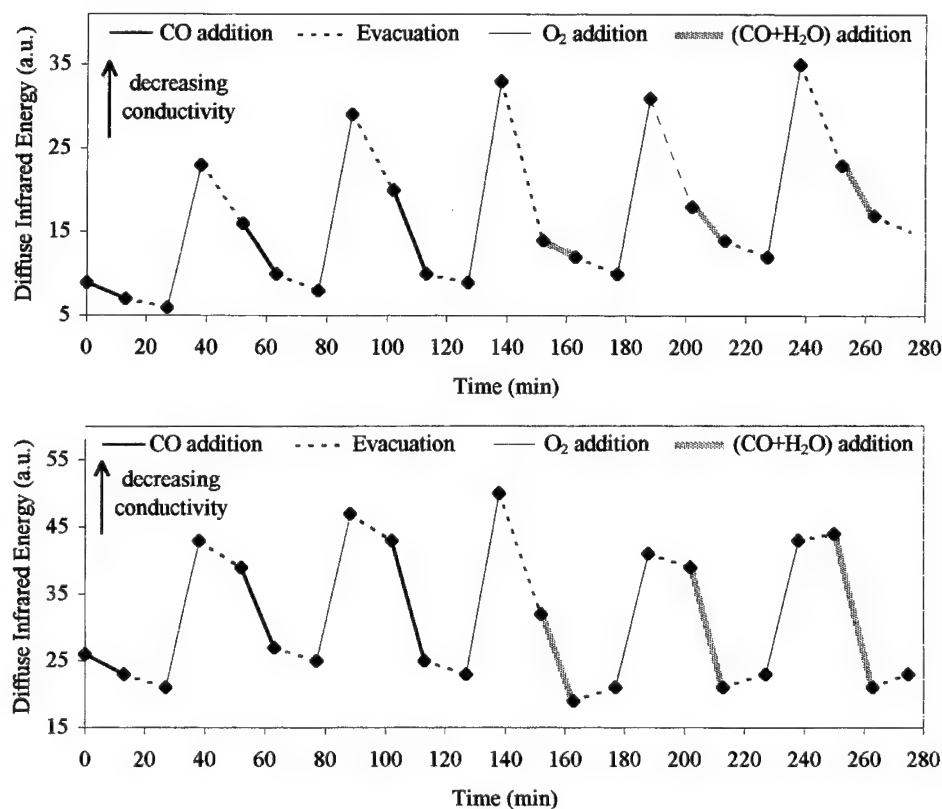 CO addition Evacuation O₂ addition (CO+H₂O) addition
Diffuse Infrared Energy (a.u.)
35
25
15
5
decreasing
conductivity
0 20 40 60 80 100 120 140 160 180 200 220 240 260 280
Time (min)
CO addition Evacuation O₂ addition (CO+H₂O) addition
Diffuse Infrared Energy (a.u.)
55
45
35
25
15
decreasing
conductivity
0 20 40 60 80 100 120 140 160 180 200 220 240 260 280
Time (min)